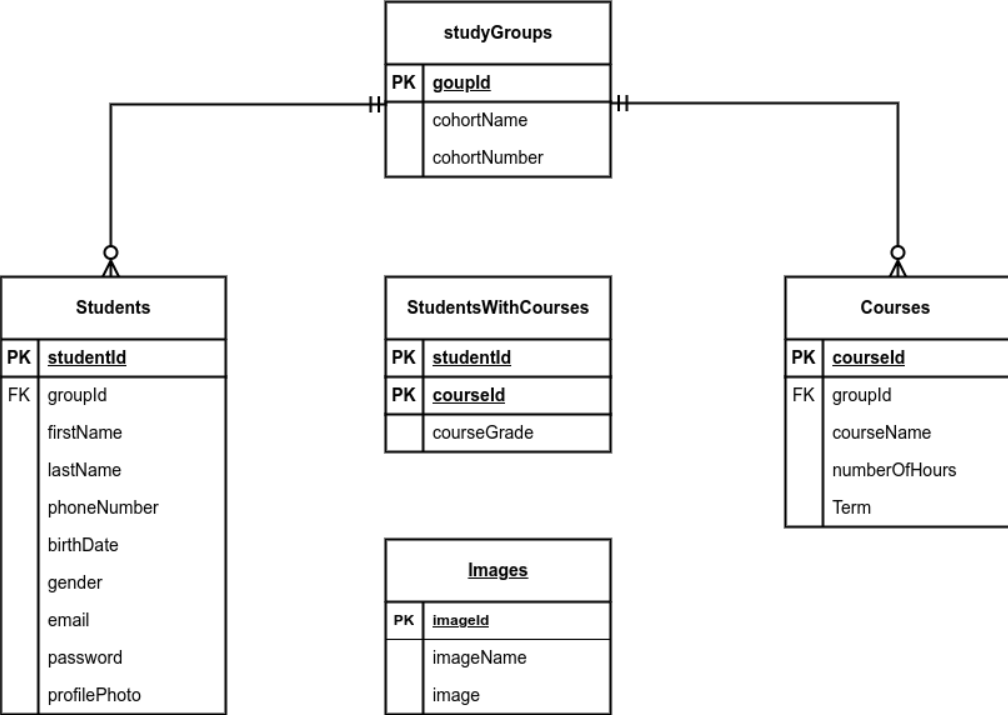 studyGroups
PK goupId
cohortName
cohortNumber
Students
PK studentId
FK groupId
firstName
lastName
phoneNumber
birthDate
gender
email
password
profilePhoto
StudentsWithCourses
PK studentId
PK courseId
courseGrade
Images
PK imageId
imageName
image
Courses
PK courseId
FK groupId
courseName
numberOfHours
Term